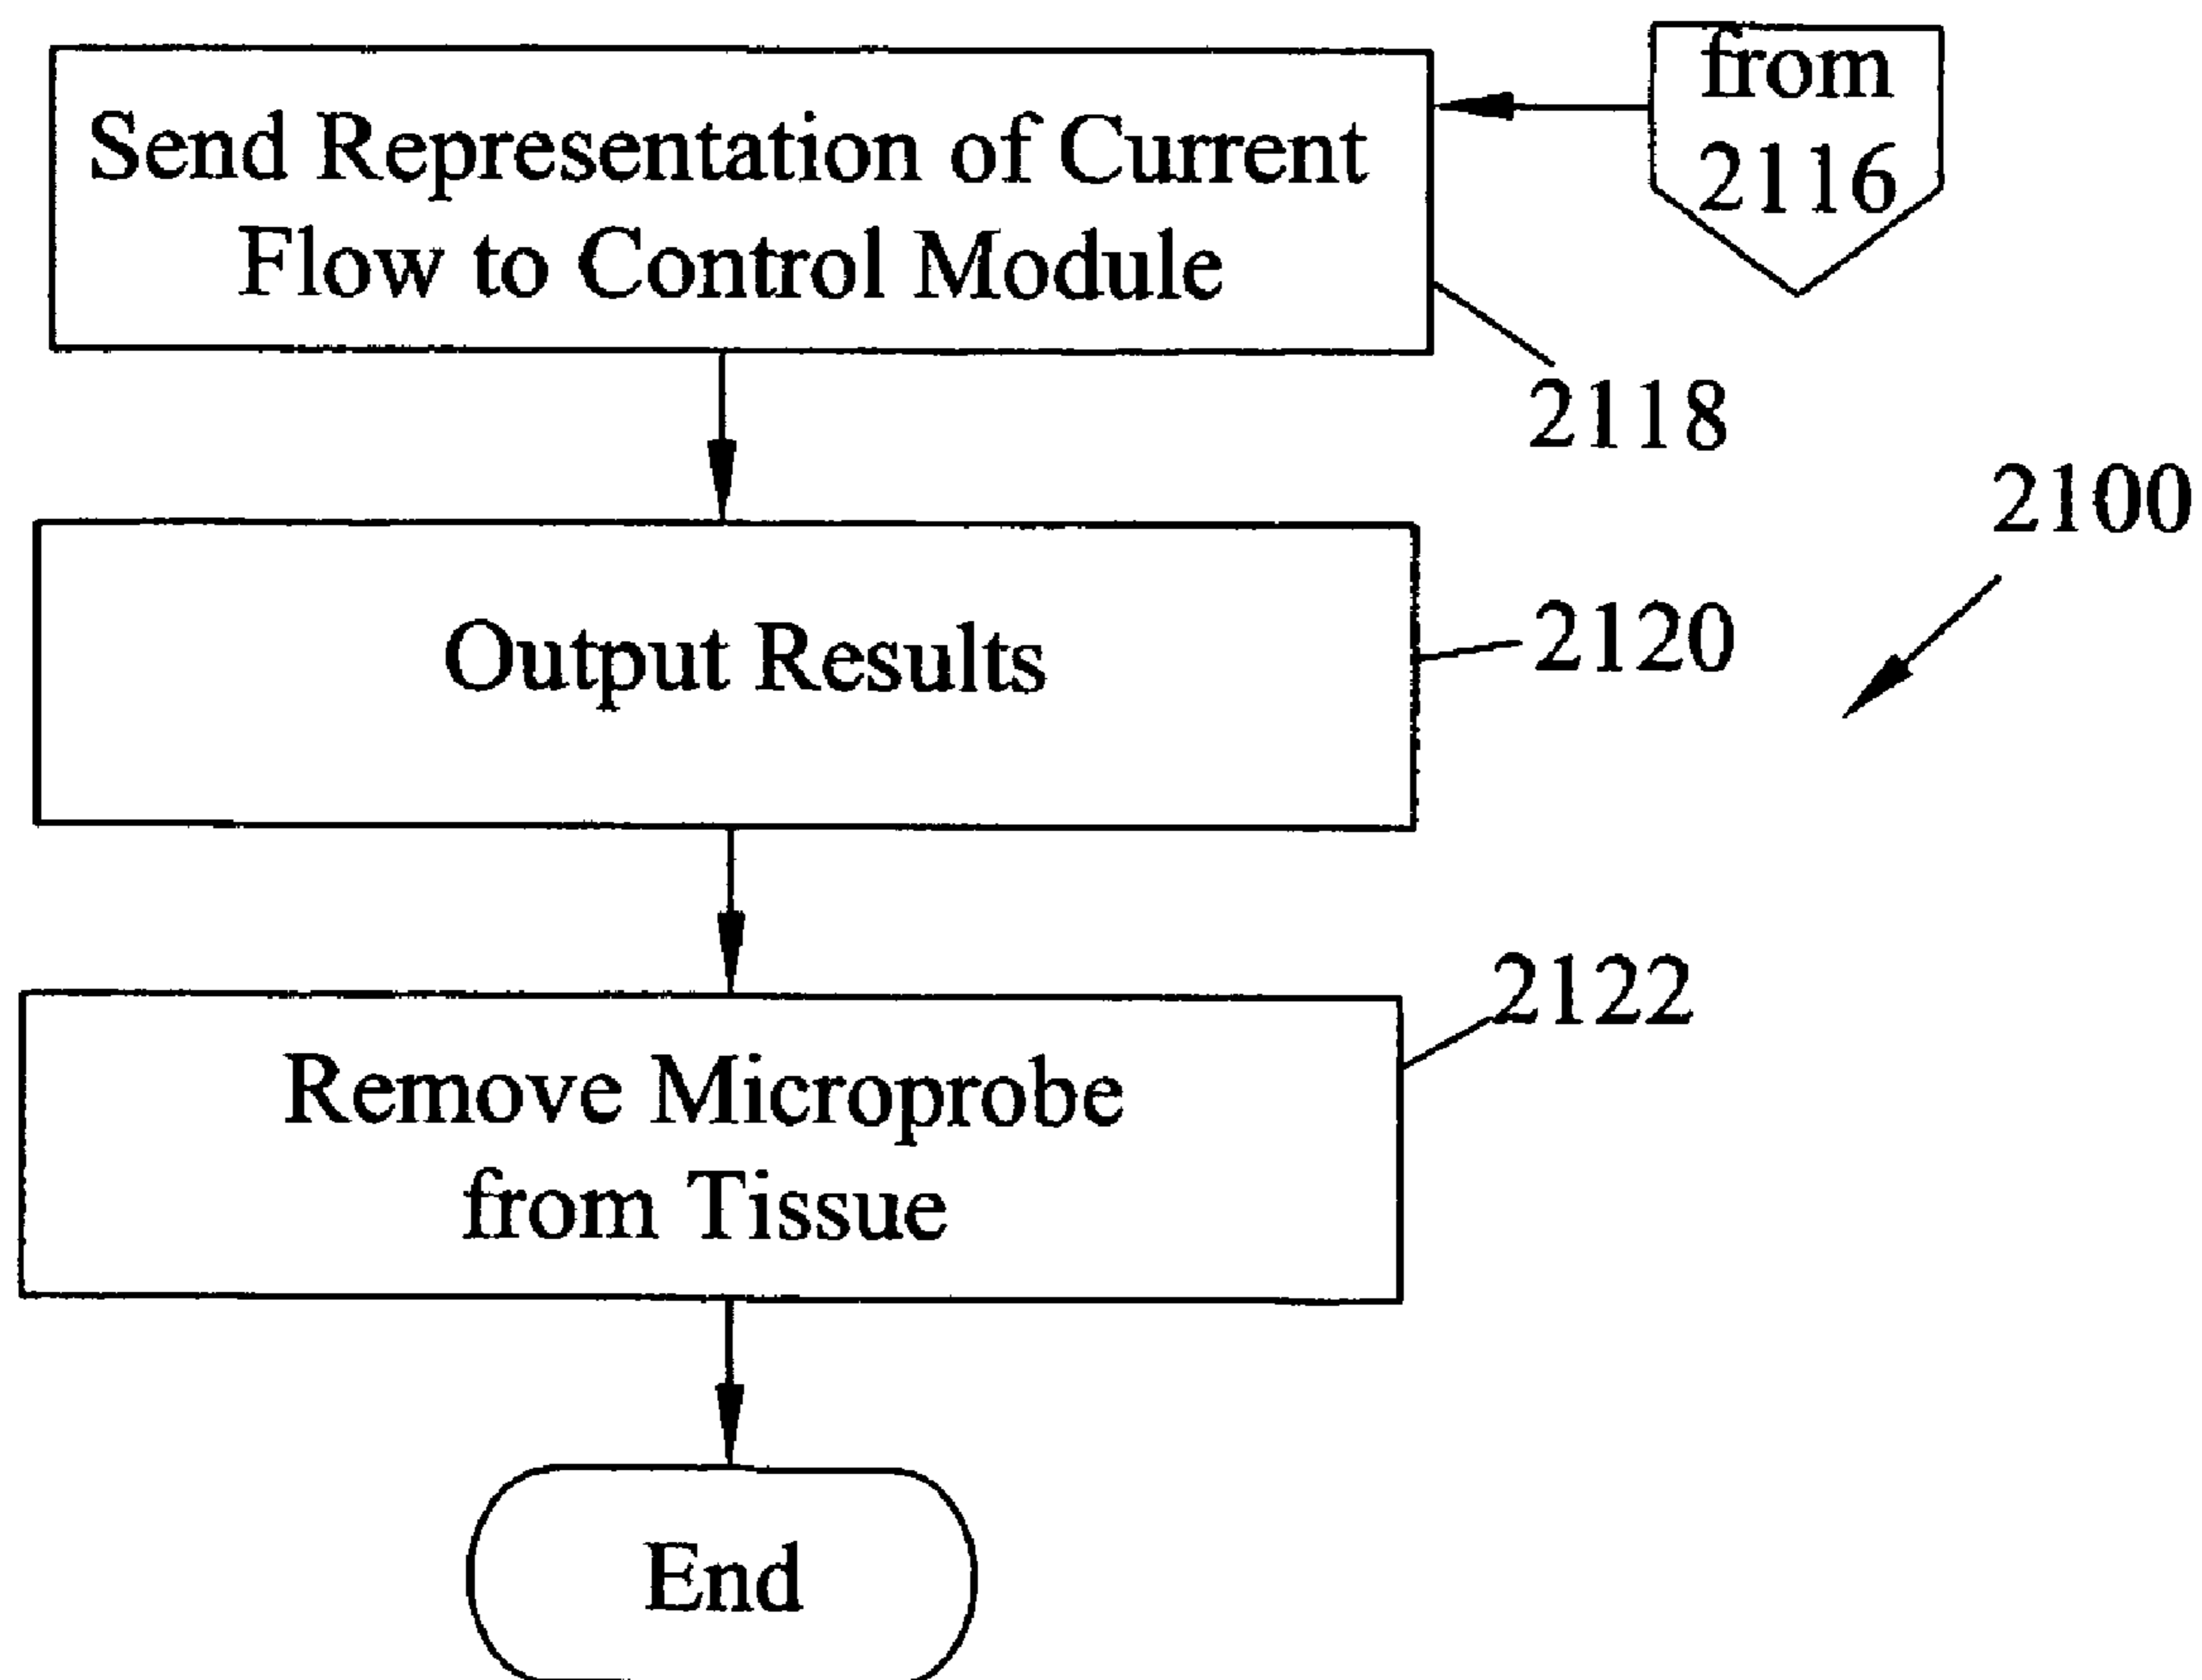 from
2116
Send Representation of Current
Flow to Control Module
2118
2100
Output Results
2120
2122
Remove Microprobe
from Tissue
End